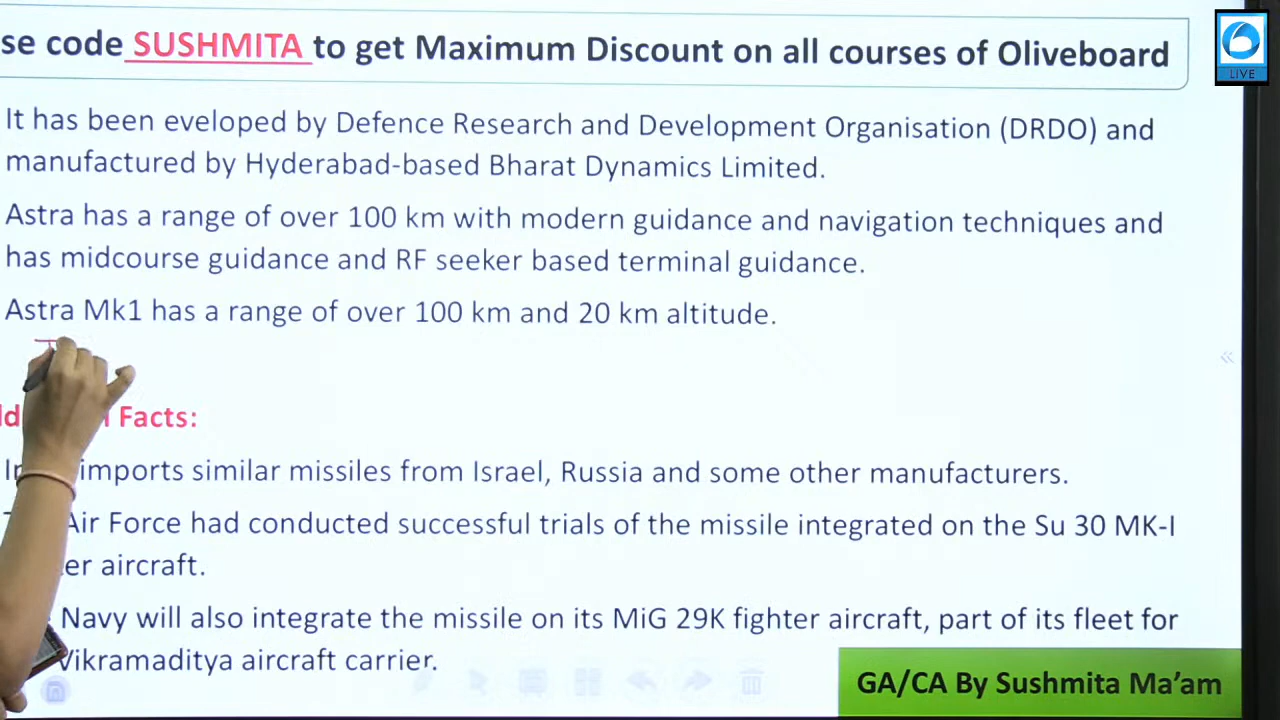 se code SUSHMITA to get Maximum Discount on all courses of Oliveboard
LIVE
It has been eveloped by Defence Research and Development Organisation (DRDO) and
manufactured by Hyderabad-based Bharat Dynamics Limited.
Astra has a range of over 100 km with modern guidance and navigation techniques and
has midcourse guidance and RF seeker based terminal guidance.
Astra Mk1 has a range of over 100 km and 20 km altitude.
Facts:
imports similar missiles from Israel, Russia and some other manufacturers.
Air Force had conducted successful trials of the missile integrated on the Su 30 MK-I
er aircraft.
Navy will also integrate the missile on its MiG 29K fighter aircraft, part of its fleet for
Vikramaditya aircraft carrier.
GA/CA By Sushmita Ma'am